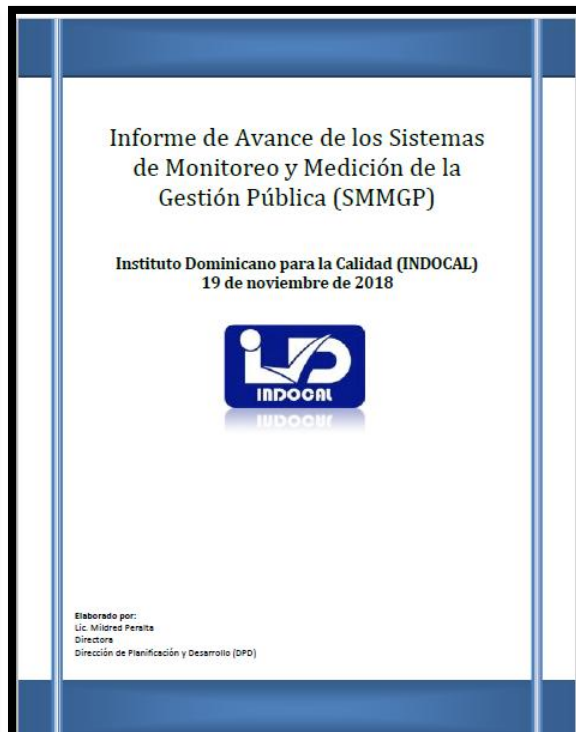 Informe de Avance de los Sistemas
de Monitoreo y Medición de la
Gestión Pública (SMMGP)
Instituto Dominicano para la Calidad (INDOCAL)
19 de noviembre de 2018
INDOCAL
Elaborado por:
Lic. Mildred Peralta
Directora
Dirección de Planificación y Desarrollo (DPD)